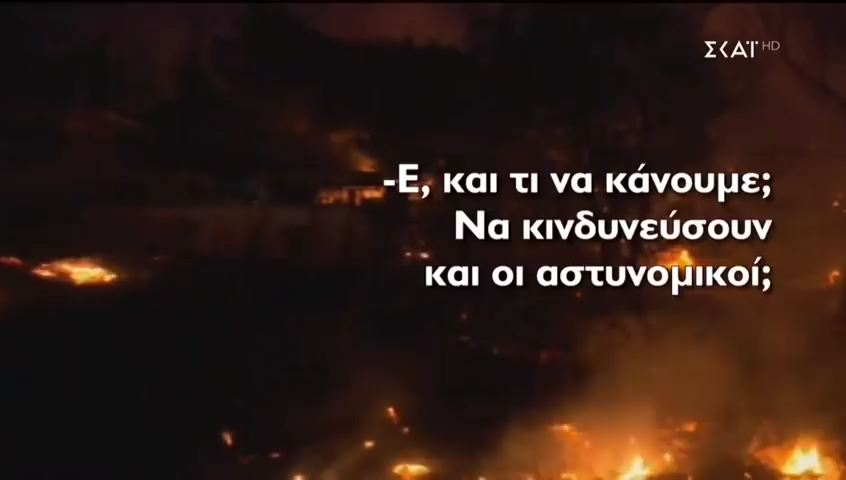 ΣΚΑΪ HD
-Ε, και τι να κάνουμε;
Να κινδυνεύσουν
και οι αστυνομικοί;